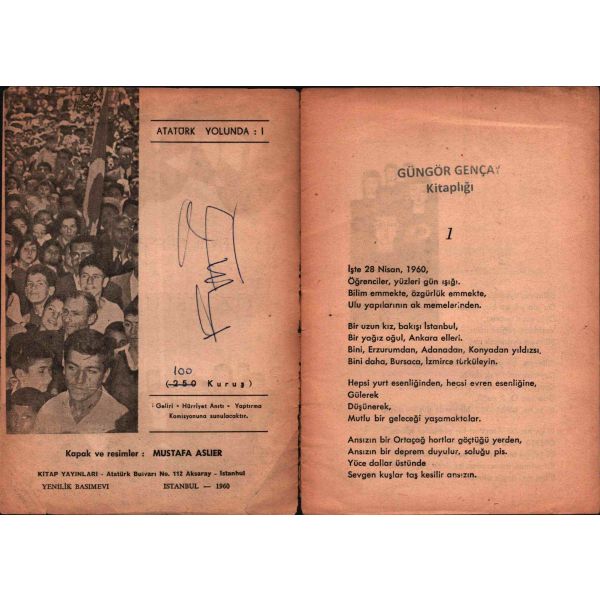 ATATÜRK YOLUNDA : I
100
(250 Kuruş)
Geliri • Hürriyet Anıtı • Yaptırma
Komisyonuna sunulacaktır.
Kapak ve resimler : MUSTAFA ASLIER
KİTAP YAYINLARI - Atatürk Bulvarı No. 112 Aksaray - İstanbul
YENİLİK BASIMEVİ İSTANBUL — 1960
GÜNGÖR GENÇAY
Kitaplığı
1
İşte 28 Nisan, 1960,
Öğrenciler, yüzleri gün ışığı.
Bilim emmekte, özgürlük emmekte,
Ulu yapılarının ak memelerinden.
Bir uzun kız, bakışı İstanbul,
Bir yağız oğul, Ankara elleri.
Bini, Erzurumdan, Adanadan, Konyadan yıldızsı,
Bini daha, Bursaca, İzmirce türküleyin.
Hepsi yurt esenliğinden, hepsi evren esenliğine,
Gülerek
Düşünerek,
Mutlu bir geleceği yaşamaktalar.
Ansızın bir Ortaçağ hortlar göçtüğü yerden,
Ansızın bir deprem duyulur, soluğu pis.
Yüce dallar üstünde
Sevgen kuşlar taş kesilir ansızın.